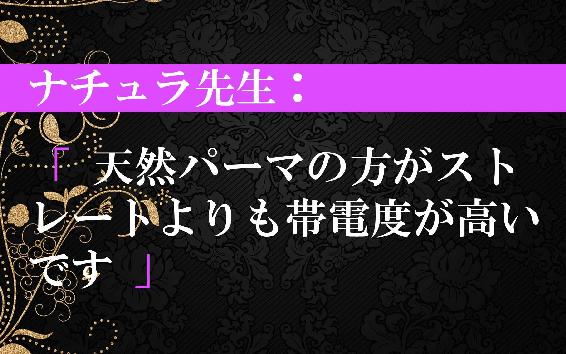 ナチュラ先生：
「 天然パーマの方がスト
レートよりも帯電度が高い
です 」